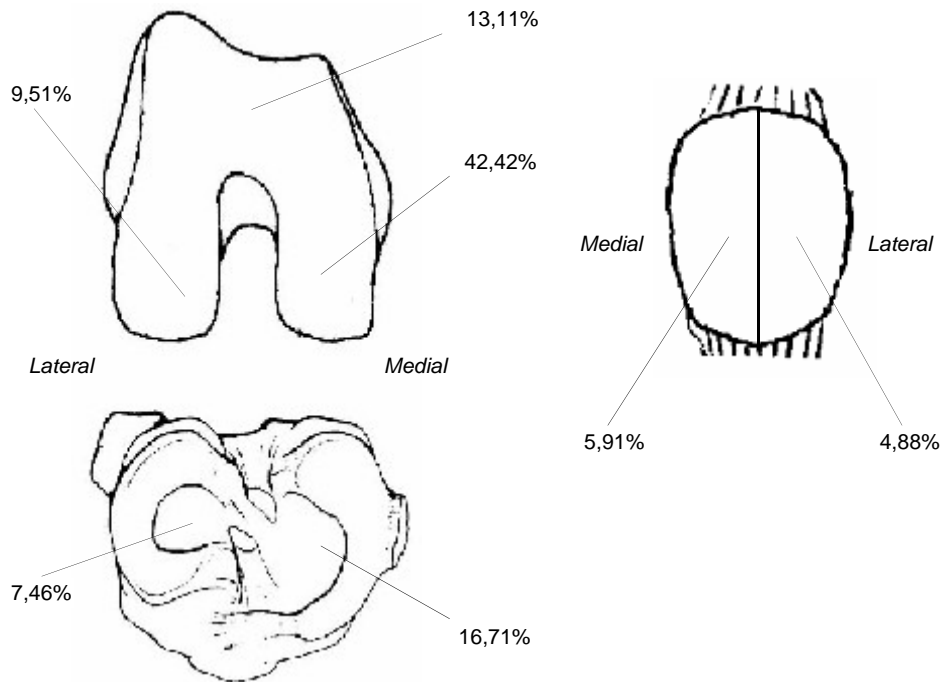 13,11%
9,51%
42,42%
Medial
Lateral
Lateral
Medial
5,91%
4,88%
7,46%
16,71%